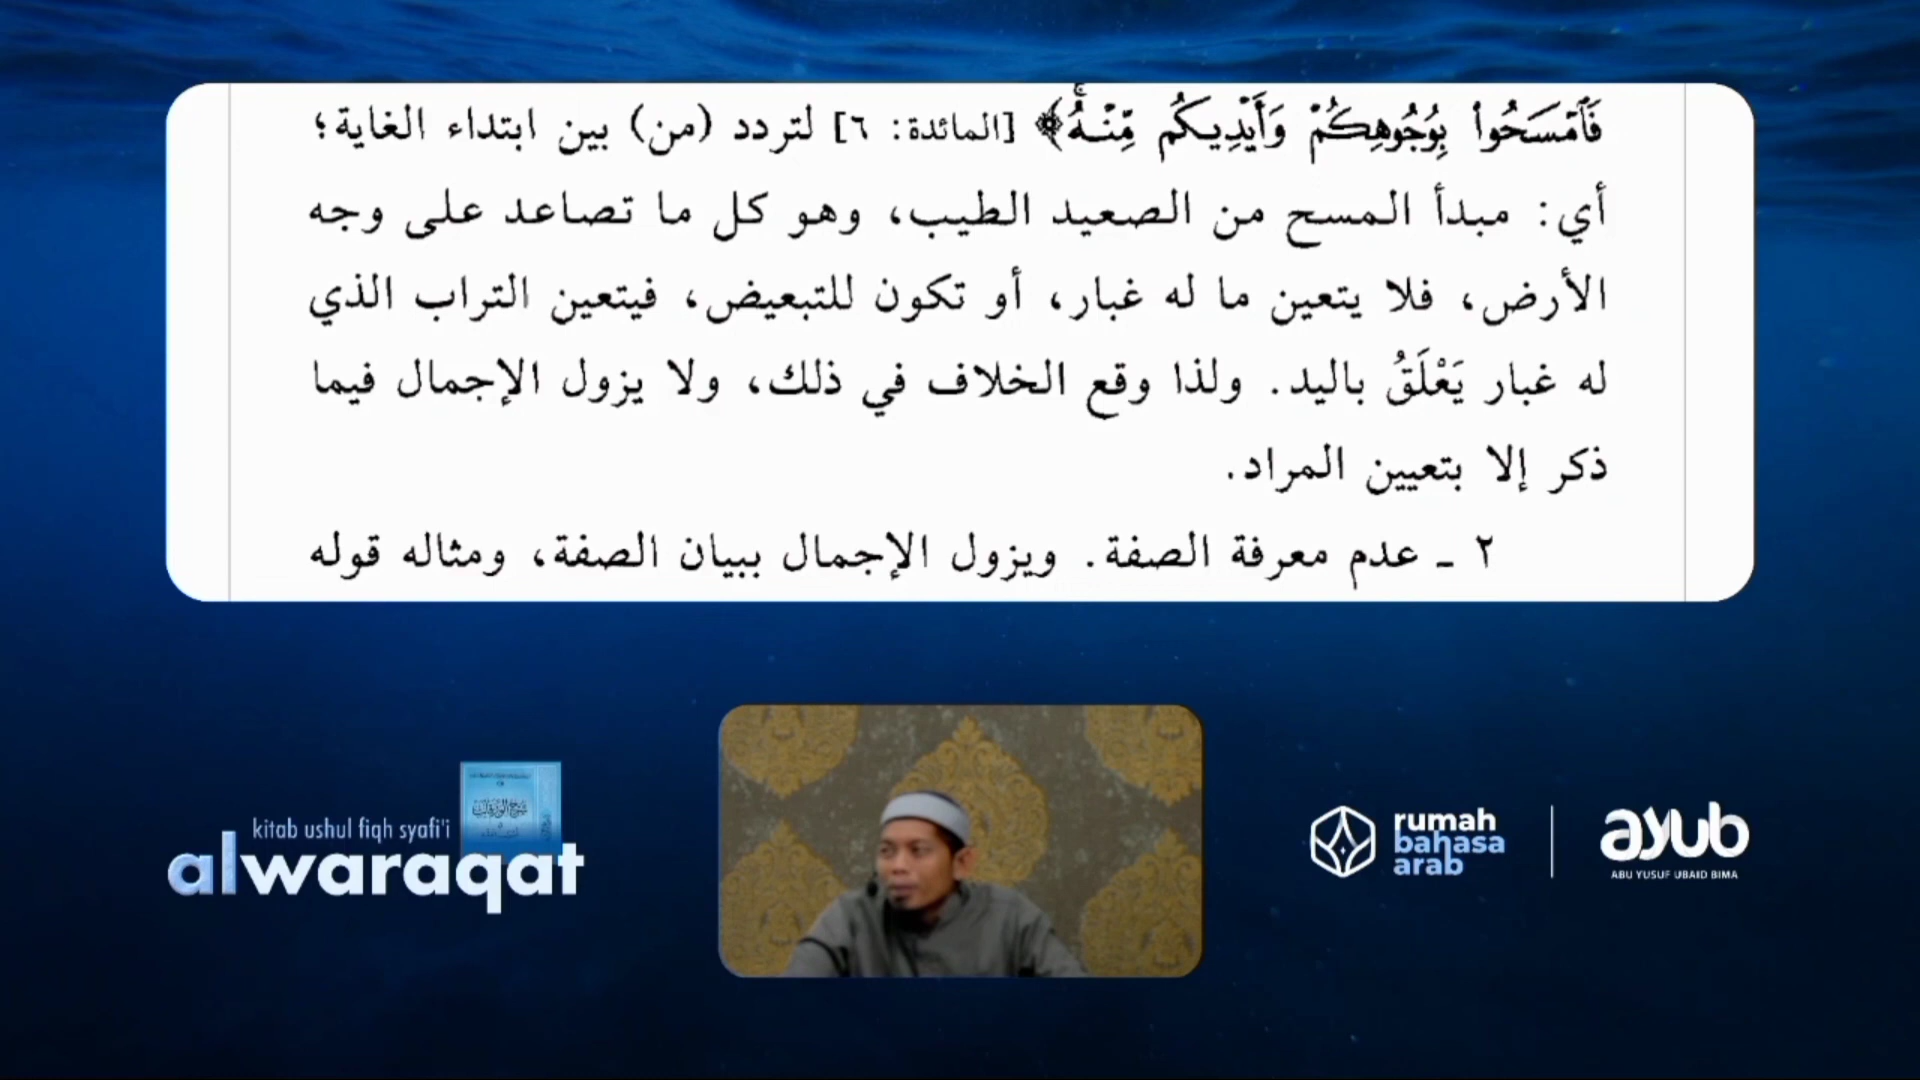 فَٱمْسَحُوا۟ بِوُجُوهِكُمْ وَأَيْدِيكُم مِّنْهُ ۚ﴾ [المائدة: ٦] لتردد (من) بين ابتداء الغاية؛
أي: مبدأ المسح من الصعيد الطيب، وهو كل ما تصاعد على وجه
الأرض، فلا يتعين ما له غبار، أو تكون للتبعيض، فيتعين التراب الذي
له غبار يَعْلَقُ باليد. ولذا وقع الخلاف في ذلك، ولا يزول الإجمال فيما
ذكر إلا بتعيين المراد.
٢ ـ عدم معرفة الصفة. ويزول الإجمال ببيان الصفة، ومثاله قوله
kitab ushul fiqh syafi'i
alwaraqat
rumah
bahasa
arab
ayub
ABU YUSUF UBAID BIMA